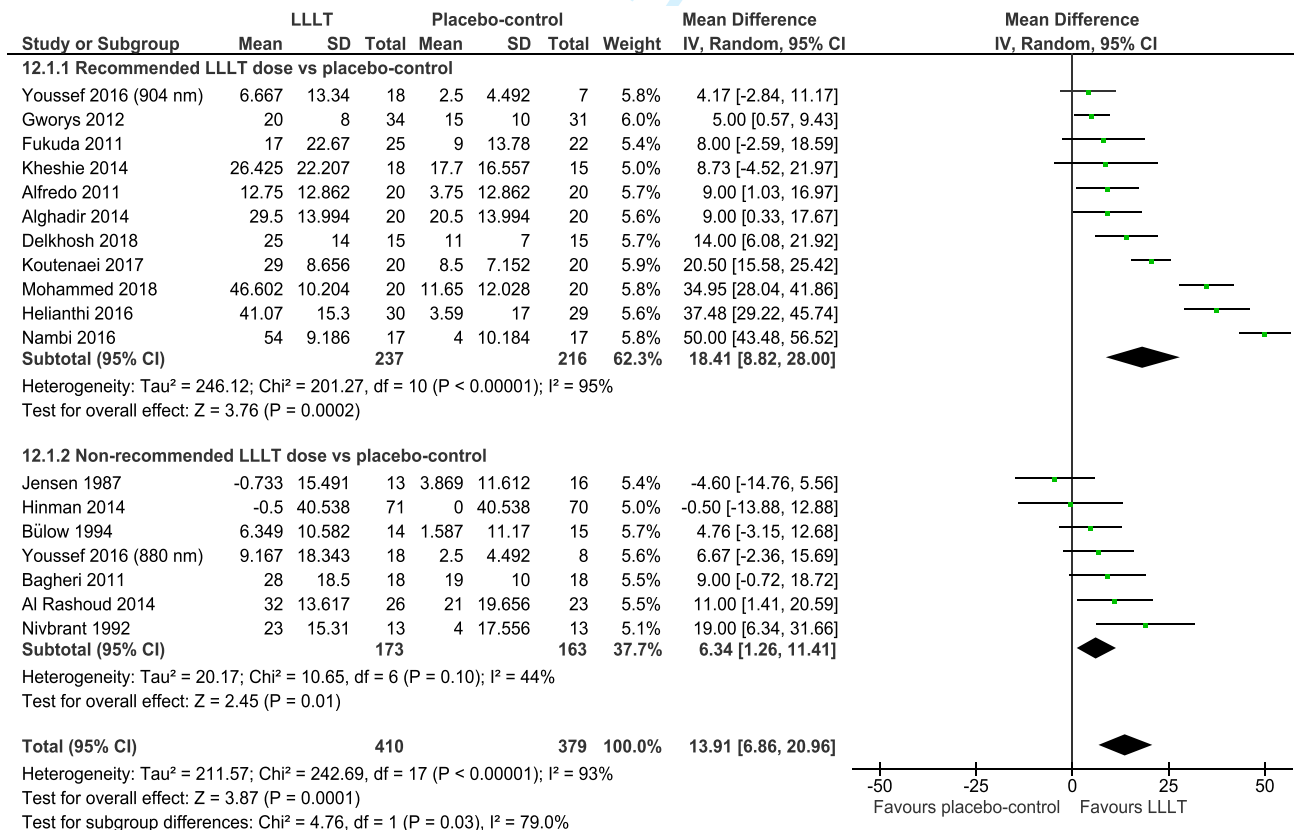 LLLT Placebo-control Mean Difference Mean Difference
Study or Subgroup Mean SD Total Mean SD Total Weight IV, Random, 95% CI IV, Random, 95% CI
12.1.1 Recommended LLLT dose vs placebo-control
Youssef 2016 (904 nm) 6.667 13.34 18 2.5 4.492 7 5.8% 4.17 [-2.84, 11.17]
Gworys 2012 20 8 34 15 10 31 6.0% 5.00 [0.57, 9.43]
Fukuda 2011 17 22.67 25 9 13.78 22 5.4% 8.00 [-2.59, 18.59]
Kheshie 2014 26.425 22.207 18 17.7 16.557 15 5.0% 8.73 [-4.52, 21.97]
Alfredo 2011 12.75 12.862 20 3.75 12.862 20 5.7% 9.00 [1.03, 16.97]
Alghadir 2014 29.5 13.994 20 20.5 13.994 20 5.6% 9.00 [0.33, 17.67]
Delkhosh 2018 25 14 15 11 7 15 5.7% 14.00 [6.08, 21.92]
Koutenaei 2017 29 8.656 20 8.5 7.152 20 5.9% 20.50 [15.58, 25.42]
Mohammed 2018 46.602 10.204 20 11.65 12.028 20 5.8% 34.95 [28.04, 41.86]
Helianthi 2016 41.07 15.3 30 3.59 17 29 5.6% 37.48 [29.22, 45.74]
Nambi 2016 54 9.186 17 4 10.184 17 5.8% 50.00 [43.48, 56.52]
Subtotal (95% CI) 237 216 62.3% 18.41 [8.82, 28.00]
Heterogeneity: Tau² = 246.12; Chi² = 201.27, df = 10 (P < 0.00001); I² = 95%
Test for overall effect: Z = 3.76 (P = 0.0002)
12.1.2 Non-recommended LLLT dose vs placebo-control
Jensen 1987 -0.733 15.491 13 3.869 11.612 16 5.4% -4.60 [-14.76, 5.56]
Hinman 2014 -0.5 40.538 71 0 40.538 70 5.0% -0.50 [-13.88, 12.88]
Bülow 1994 6.349 10.582 14 1.587 11.17 15 5.7% 4.76 [-3.15, 12.68]
Youssef 2016 (880 nm) 9.167 18.343 18 2.5 4.492 8 5.6% 6.67 [-2.36, 15.69]
Bagheri 2011 28 18.5 18 19 10 18 5.5% 9.00 [-0.72, 18.72]
Al Rashoud 2014 32 13.617 26 21 19.656 23 5.5% 11.00 [1.41, 20.59]
Nivbrant 1992 23 15.31 13 4 17.556 13 5.1% 19.00 [6.34, 31.66]
Subtotal (95% CI) 173 163 37.7% 6.34 [1.26, 11.41]
Heterogeneity: Tau² = 20.17; Chi² = 10.65, df = 6 (P = 0.10); I² = 44%
Test for overall effect: Z = 2.45 (P = 0.01)
Total (95% CI) 410 379 100.0% 13.91 [6.86, 20.96]
Heterogeneity: Tau² = 211.57; Chi² = 242.69, df = 17 (P < 0.00001); I² = 93%
Test for overall effect: Z = 3.87 (P = 0.0001)
Test for subgroup differences: Chi² = 4.76, df = 1 (P = 0.03), I² = 79.0%
-50 -25 0 25 50
Favours placebo-control Favours LLLT